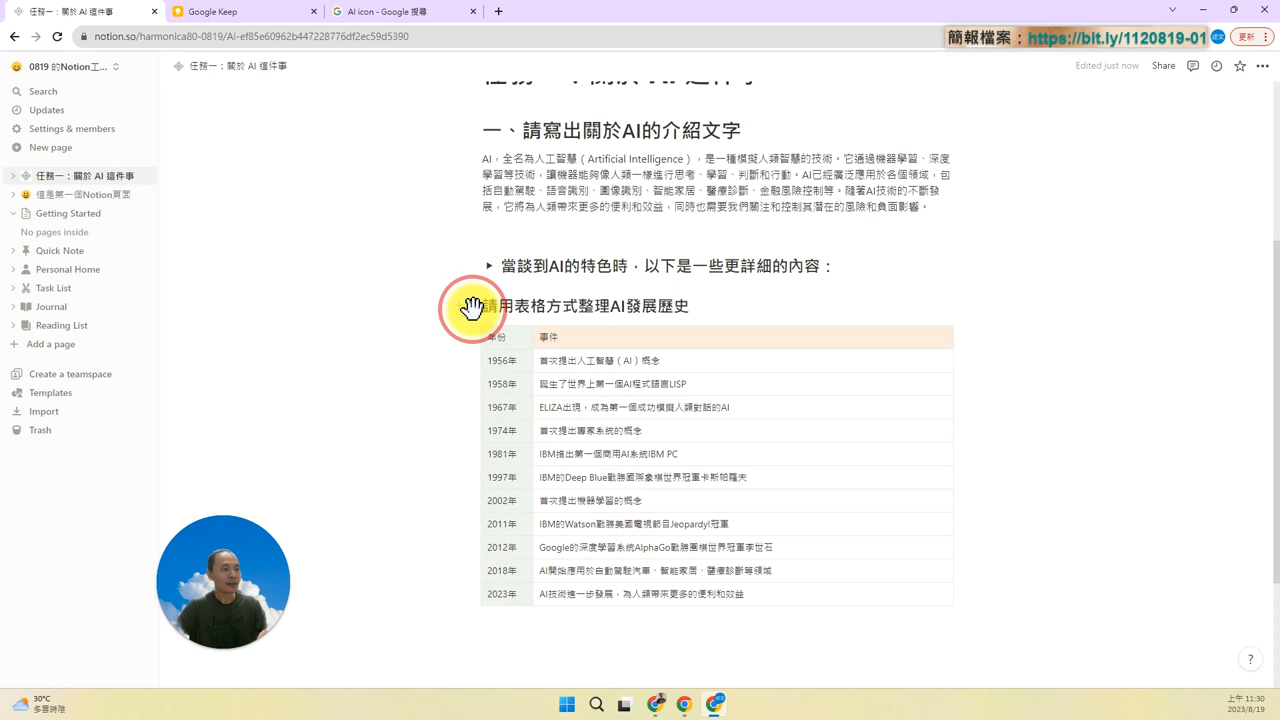 任務一：關於 AI 這件事
Google Keep
AI icon - Google 搜尋
notion.so/harmonica80-0819/AI-ef85e60962b447228776df2ec59d5390
簡報檔案：https://bit.ly/1120819-01
更新
0819 的Notion工...
任務一：關於 AI 這件事
Edited just now
Share
Search
Updates
Settings & members
New page
任務一：關於 AI 這件事
這是第一個Notion頁面
Getting Started
No pages inside
Quick Note
Personal Home
Task List
Journal
Reading List
Add a page
Create a teamspace
Templates
Import
Trash
任務一：關於 AI 這件事
一、請寫出關於AI的介紹文字
AI，全名為人工智慧（Artificial Intelligence），是一種模擬人類智慧的技術。它通過機器學習、深度
學習等技術，讓機器能夠像人類一樣進行思考、學習、判斷和行動。AI已經廣泛應用於各個領域，包
括自動駕駛、語音識別、圖像識別、智能家居、醫療診斷、金融風險控制等。隨著AI技術的不斷發
展，它將為人類帶來更多的便利和效益，同時也需要我們關注和控制其潛在的風險和負面影響。
當談到AI的特色時，以下是一些更詳細的內容：
請用表格方式整理AI發展歷史
年份 事件
1956年 首次提出人工智慧（AI）概念
1958年 誕生了世界上第一個AI程式語言LISP
1967年 ELIZA出現，成為第一個成功模擬人類對話的AI
1974年 首次提出專家系統的概念
1981年 IBM推出第一個商用AI系統IBM PC
1997年 IBM的Deep Blue戰勝國際象棋世界冠軍卡斯帕羅夫
2002年 首次提出機器學習的概念
2011年 IBM的Watson戰勝美國電視節目Jeopardy!冠軍
2012年 Google的深度學習系統AlphaGo戰勝圍棋世界冠軍李世石
2018年 AI開始應用於自動駕駛汽車、智能家居、醫療診斷等領域
2023年 AI技術進一步發展，為人類帶來更多的便利和效益
?
30°C
多雲時陰
上午 11:30
2023/8/19